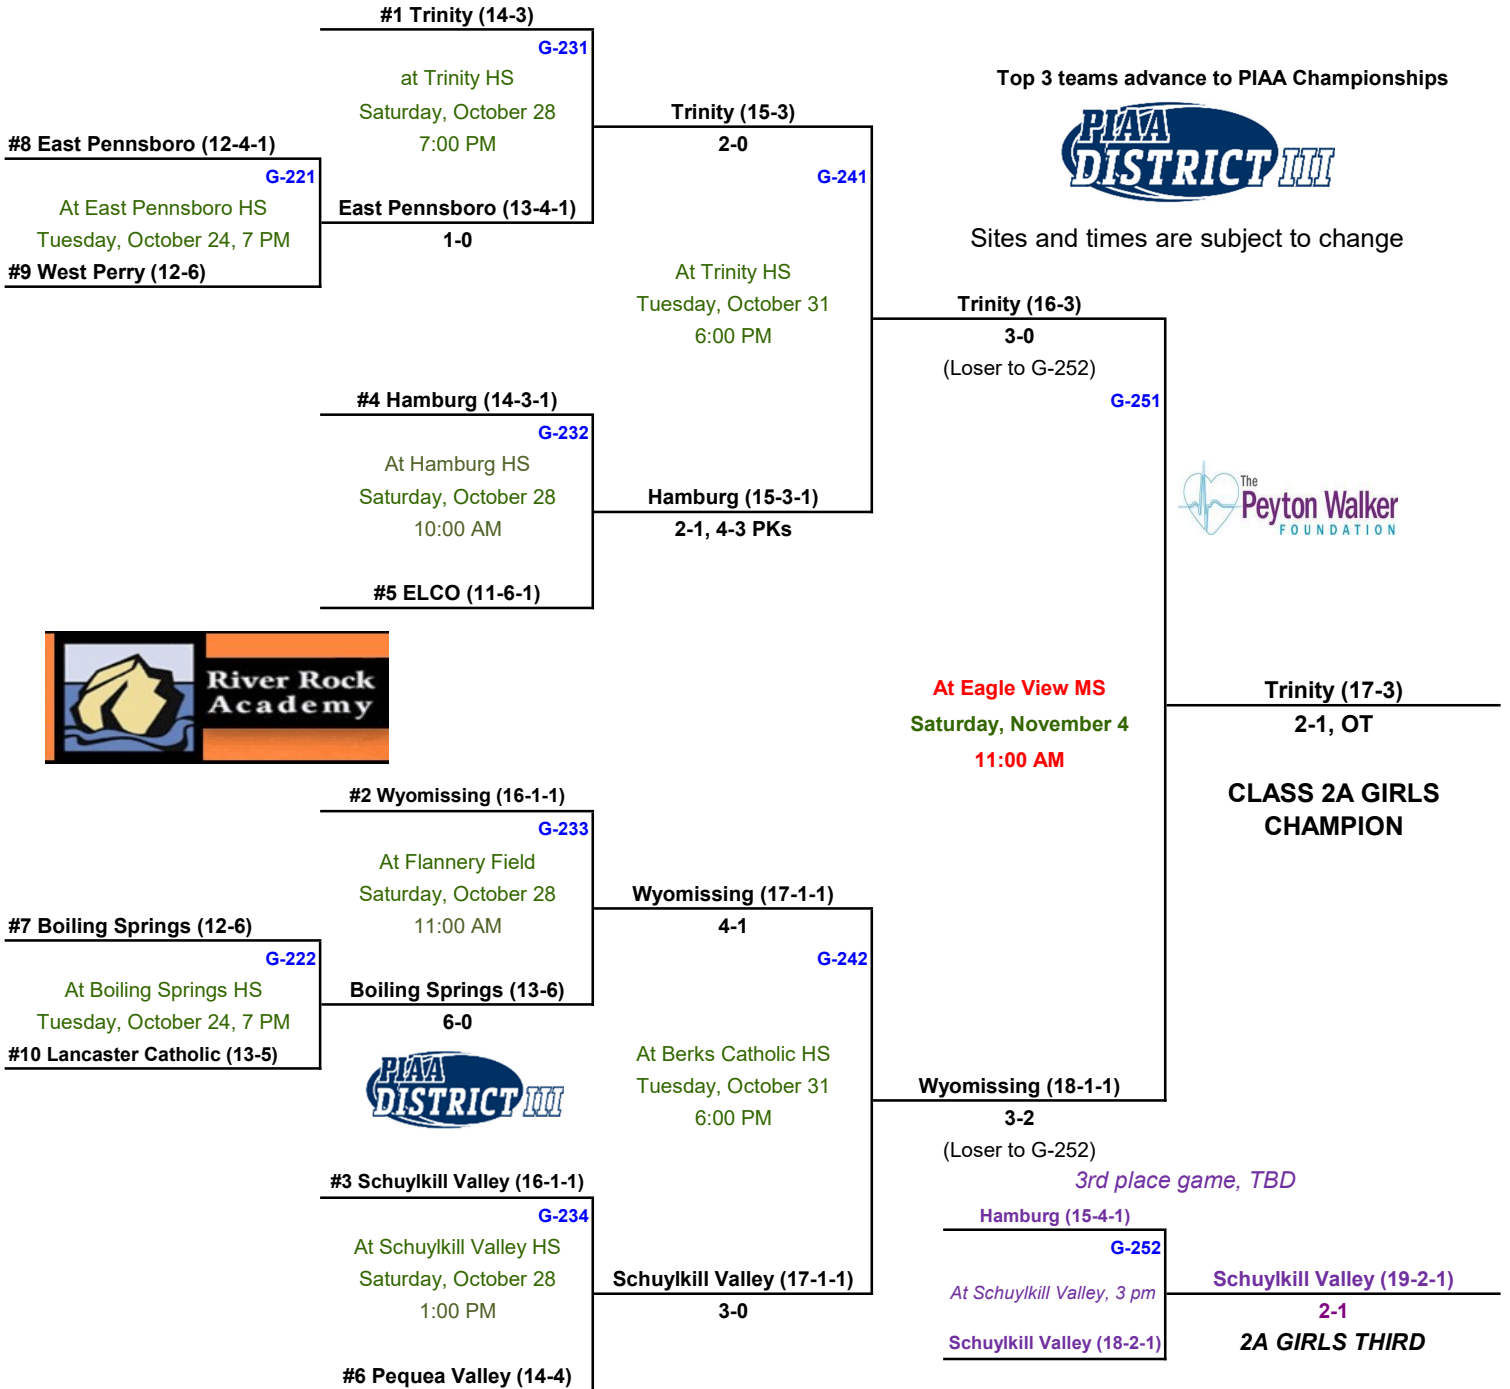 #1 Trinity (14-3)
G-231
at Trinity HS
Saturday, October 28
7:00 PM
Top 3 teams advance to PIAA Championships
PIAA
DISTRICT III
Sites and times are subject to change
#8 East Pennsboro (12-4-1)
G-221
At East Pennsboro HS
Tuesday, October 24, 7 PM
#9 West Perry (12-6)
East Pennsboro (13-4-1)
1-0
Trinity (15-3)
2-0
G-241
At Trinity HS
Tuesday, October 31
6:00 PM
Trinity (16-3)
3-0
(Loser to G-252)
G-251
#4 Hamburg (14-3-1)
G-232
At Hamburg HS
Saturday, October 28
10:00 AM
#5 ELCO (11-6-1)
Hamburg (15-3-1)
2-1, 4-3 PKs
The
Peyton Walker
FOUNDATION
River Rock
Academy
At Eagle View MS
Saturday, November 4
11:00 AM
Trinity (17-3)
2-1, OT
CLASS 2A GIRLS
CHAMPION
#2 Wyomissing (16-1-1)
G-233
At Flannery Field
Saturday, October 28
11:00 AM
#7 Boiling Springs (12-6)
G-222
At Boiling Springs HS
Tuesday, October 24, 7 PM
#10 Lancaster Catholic (13-5)
Boiling Springs (13-6)
6-0
PIAA
DISTRICT III
Wyomissing (17-1-1)
4-1
G-242
At Berks Catholic HS
Tuesday, October 31
6:00 PM
Wyomissing (18-1-1)
3-2
(Loser to G-252)
#3 Schuylkill Valley (16-1-1)
G-234
At Schuylkill Valley HS
Saturday, October 28
1:00 PM
#6 Pequea Valley (14-4)
Schuylkill Valley (17-1-1)
3-0
3rd place game, TBD
Hamburg (15-4-1)
G-252
At Schuylkill Valley, 3 pm
Schuylkill Valley (18-2-1)
Schuylkill Valley (19-2-1)
2-1
2A GIRLS THIRD